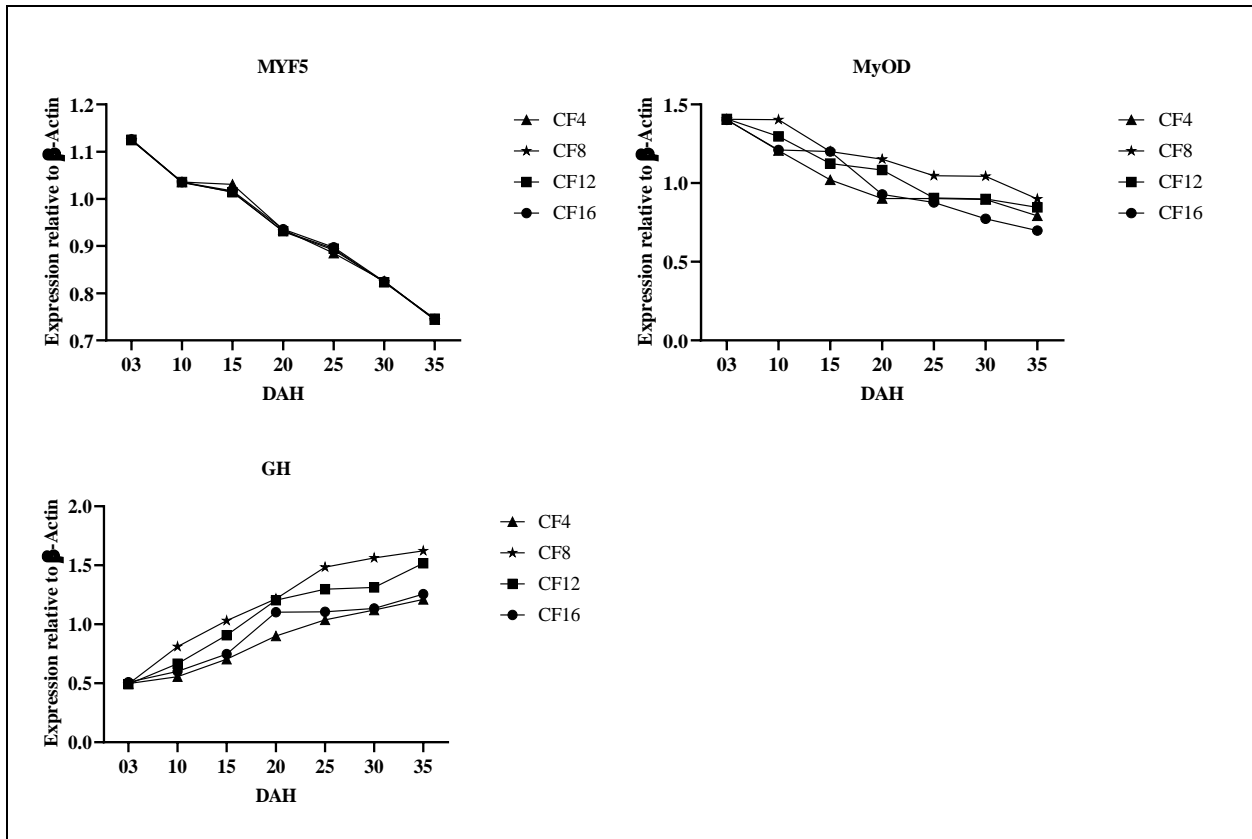 MYF5
Expression relative to β-Actin
1.2
1.1
1.0
0.9
0.8
0.7
03 10 15 20 25 30 35
DAH
CF4
CF8
CF12
CF16
MyOD
Expression relative to β-Actin
1.5
1.0
0.5
0.0
03 10 15 20 25 30 35
DAH
CF4
CF8
CF12
CF16
GH
Expression relative to β-Actin
2.0
1.5
1.0
0.5
0.0
03 10 15 20 25 30 35
DAH
CF4
CF8
CF12
CF16